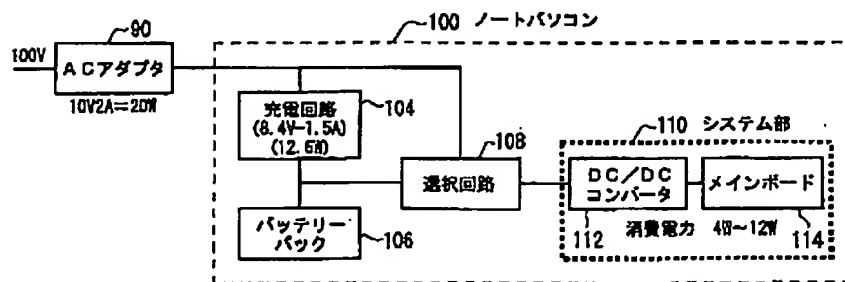 100V
90
ACアダプタ
10V2A=20W
100 ノートパソコン
充電回路
(8.4V-1.5A)
(12.6W)
104
108
選択回路
バッテリー
パック
106
110 システム部
DC/DC
コンバータ
メインボード
112
消費電力 4W~12W
114